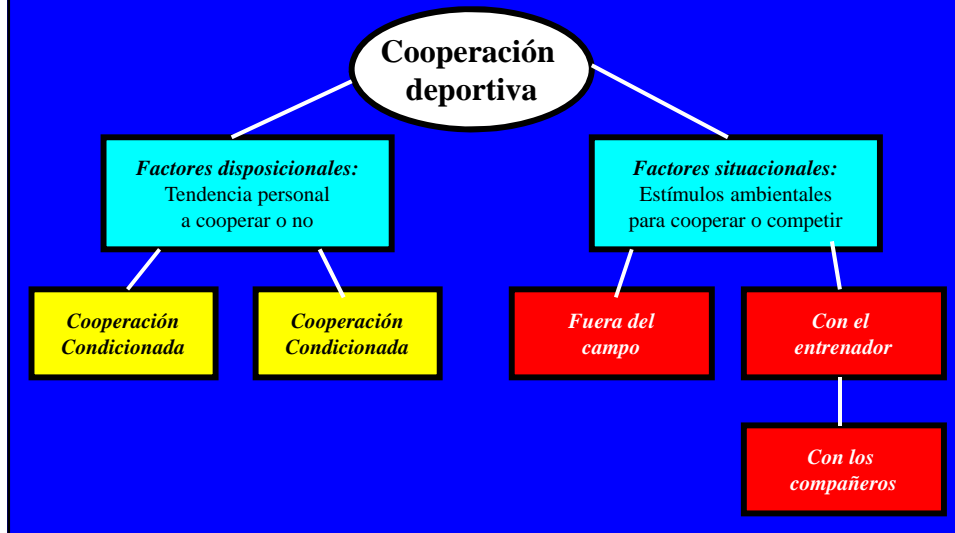 Cooperación
deportiva
Factores disposicionales:
Tendencia personal
a cooperar o no
Factores situacionales:
Estímulos ambientales
para cooperar o competir
Cooperación
Condicionada
Cooperación
Condicionada
Fuera del
campo
Con el
entrenador
Con los
compañeros